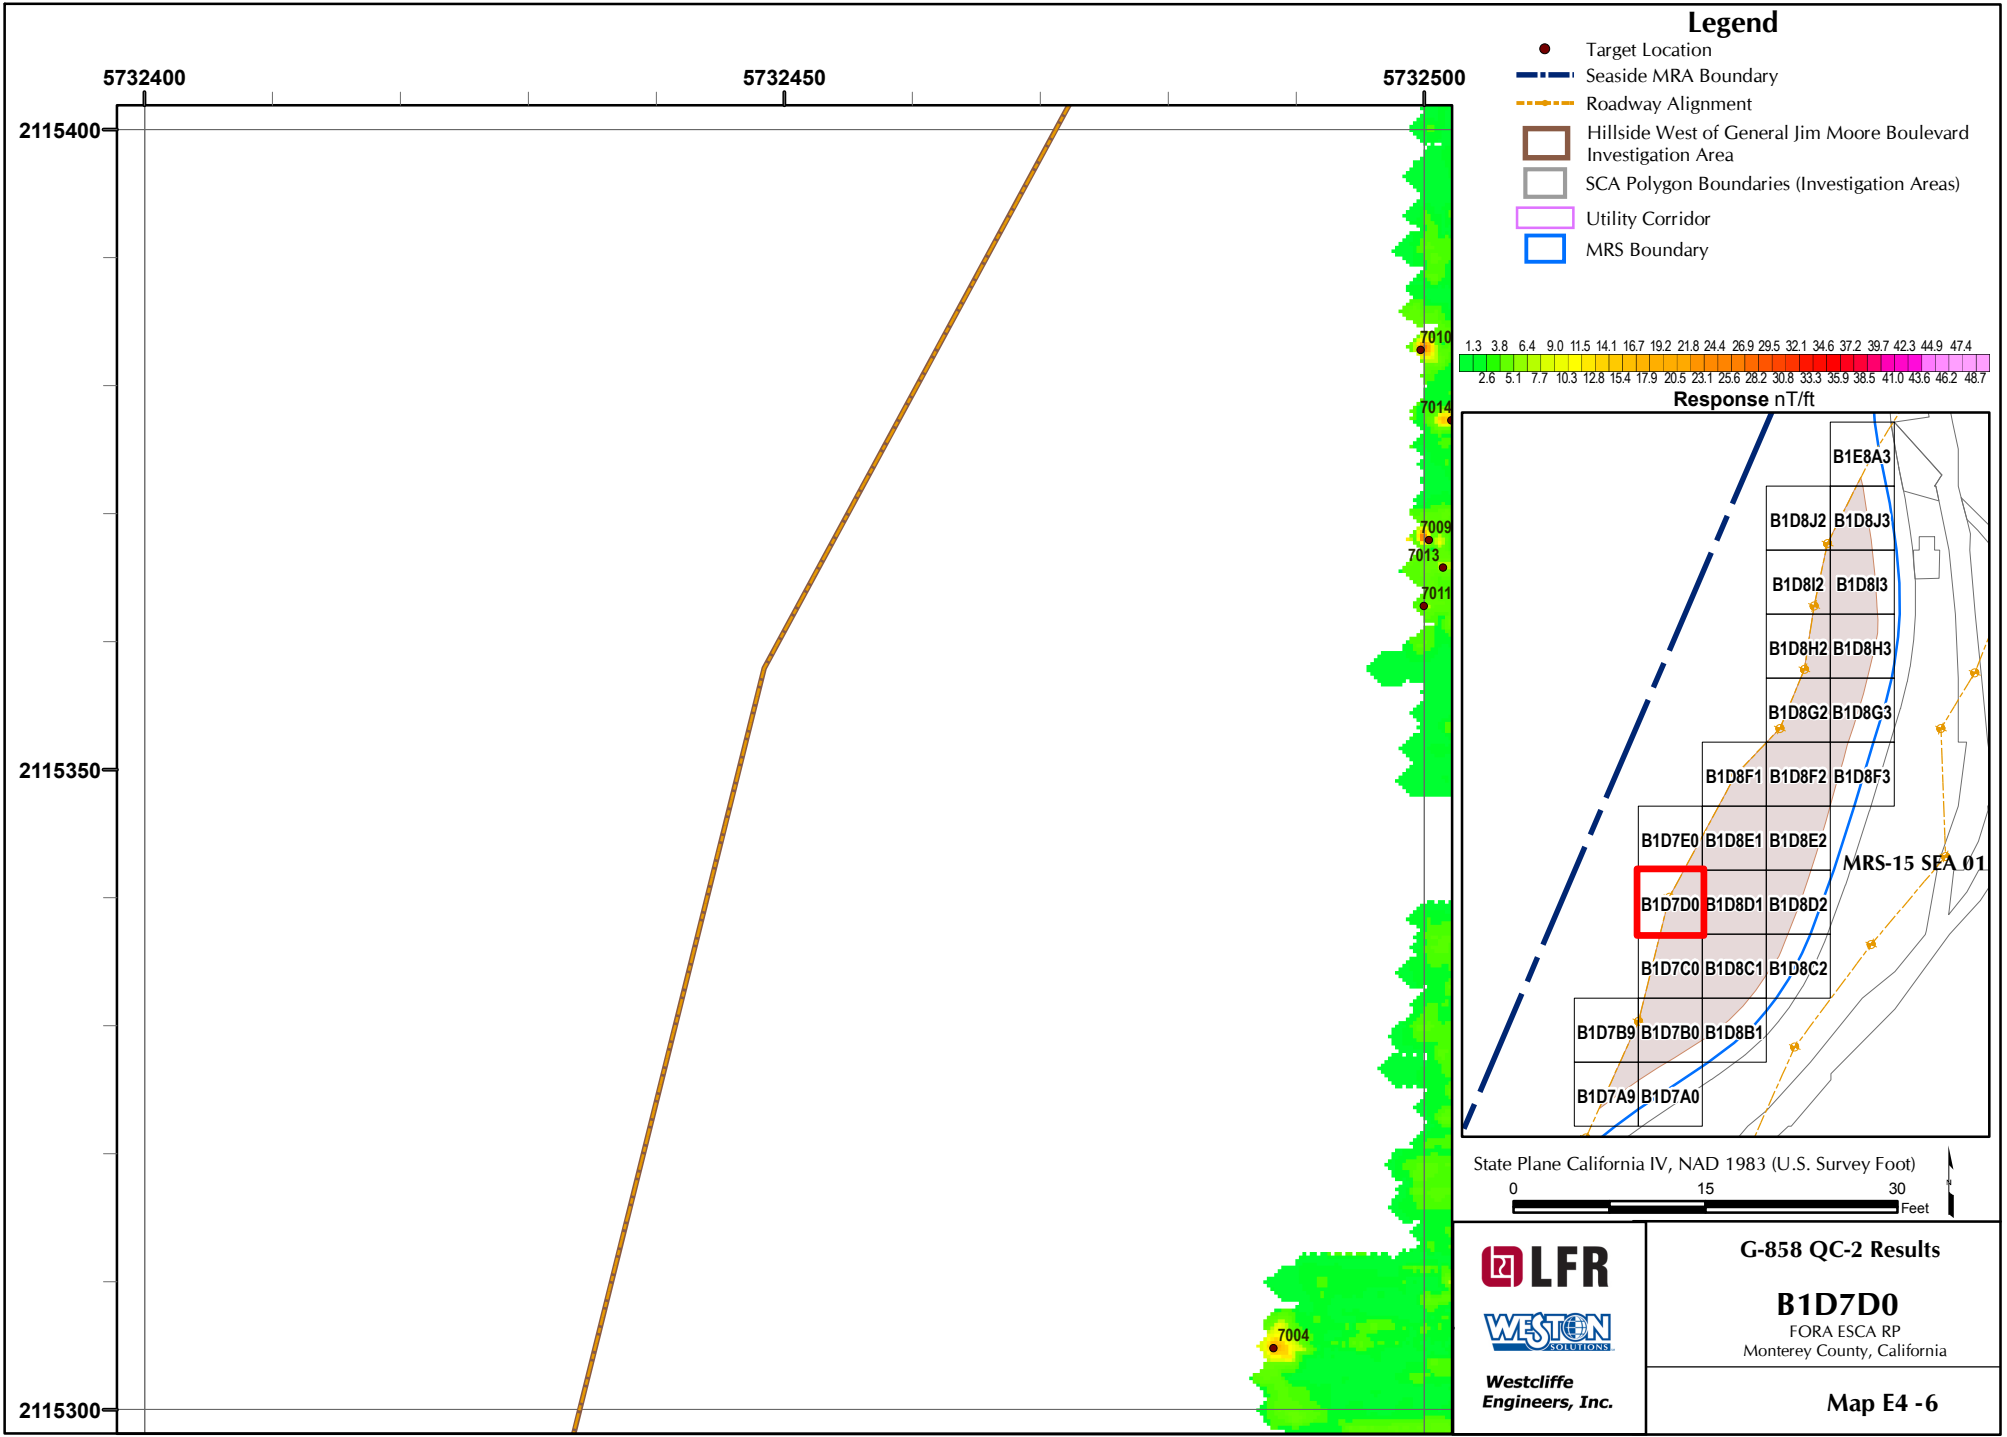 Legend
Target Location
Seaside MRA Boundary
Roadway Alignment
Hillside West of General Jim Moore Boulevard
Investigation Area
SCA Polygon Boundaries (Investigation Areas)
Utility Corridor
MRS Boundary
5732400 5732450 5732500
2115400
2115350
2115300
7010
7014
7009
7013
7011
7004
1.3 3.8 6.4 9.0 11.5 14.1 16.7 19.2 21.8 24.4 26.9 29.5 32.1 34.6 37.2 39.7 42.3 44.9 47.4
2.6 5.1 7.7 10.3 12.8 15.4 17.9 20.5 23.1 25.6 28.2 30.8 33.3 35.9 38.5 41.0 43.6 46.2 48.7
Response nT/ft
B1E8A3
B1D8J2 B1D8J3
B1D8I2 B1D8I3
B1D8H2 B1D8H3
B1D8G2 B1D8G3
B1D8F1 B1D8F2 B1D8F3
B1D7E0 B1D8E1 B1D8E2
MRS-15 SEA 01
B1D7D0 B1D8D1 B1D8D2
B1D7C0 B1D8C1 B1D8C2
B1D7B9 B1D7B0 B1D8B1
B1D7A9 B1D7A0
State Plane California IV, NAD 1983 (U.S. Survey Foot)
0 15 30
Feet
N
LFR
WESTON
SOLUTIONS
Westcliffe
Engineers, Inc.
G-858 QC-2 Results
B1D7D0
FORA ESCA RP
Monterey County, California
Map E4 -6